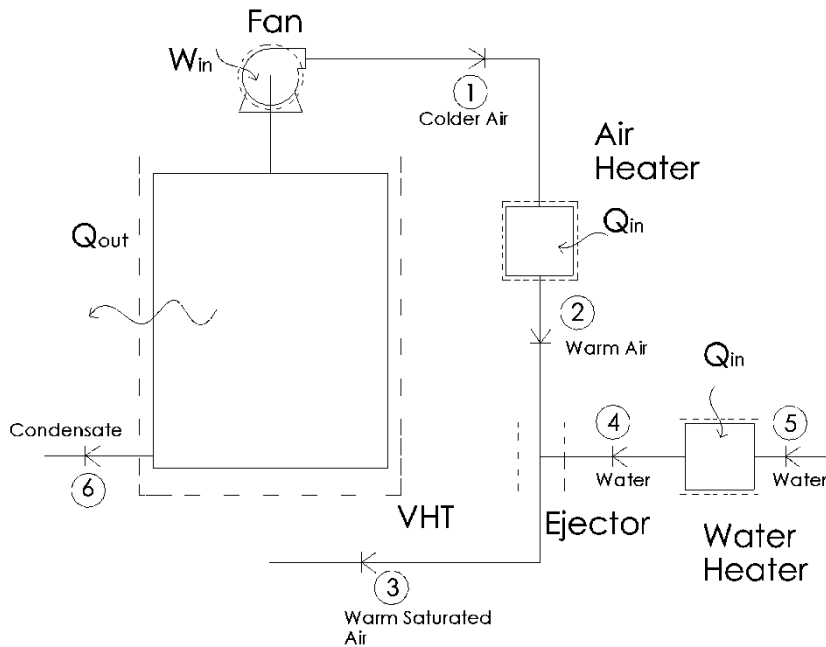 Fan
Win
1
Colder Air
Air
Heater
Qin
Qout
2
Warm Air
Qin
Condensate
6
4
Water
5
Water
VHT
Ejector
Water
Heater
3
Warm Saturated
Air